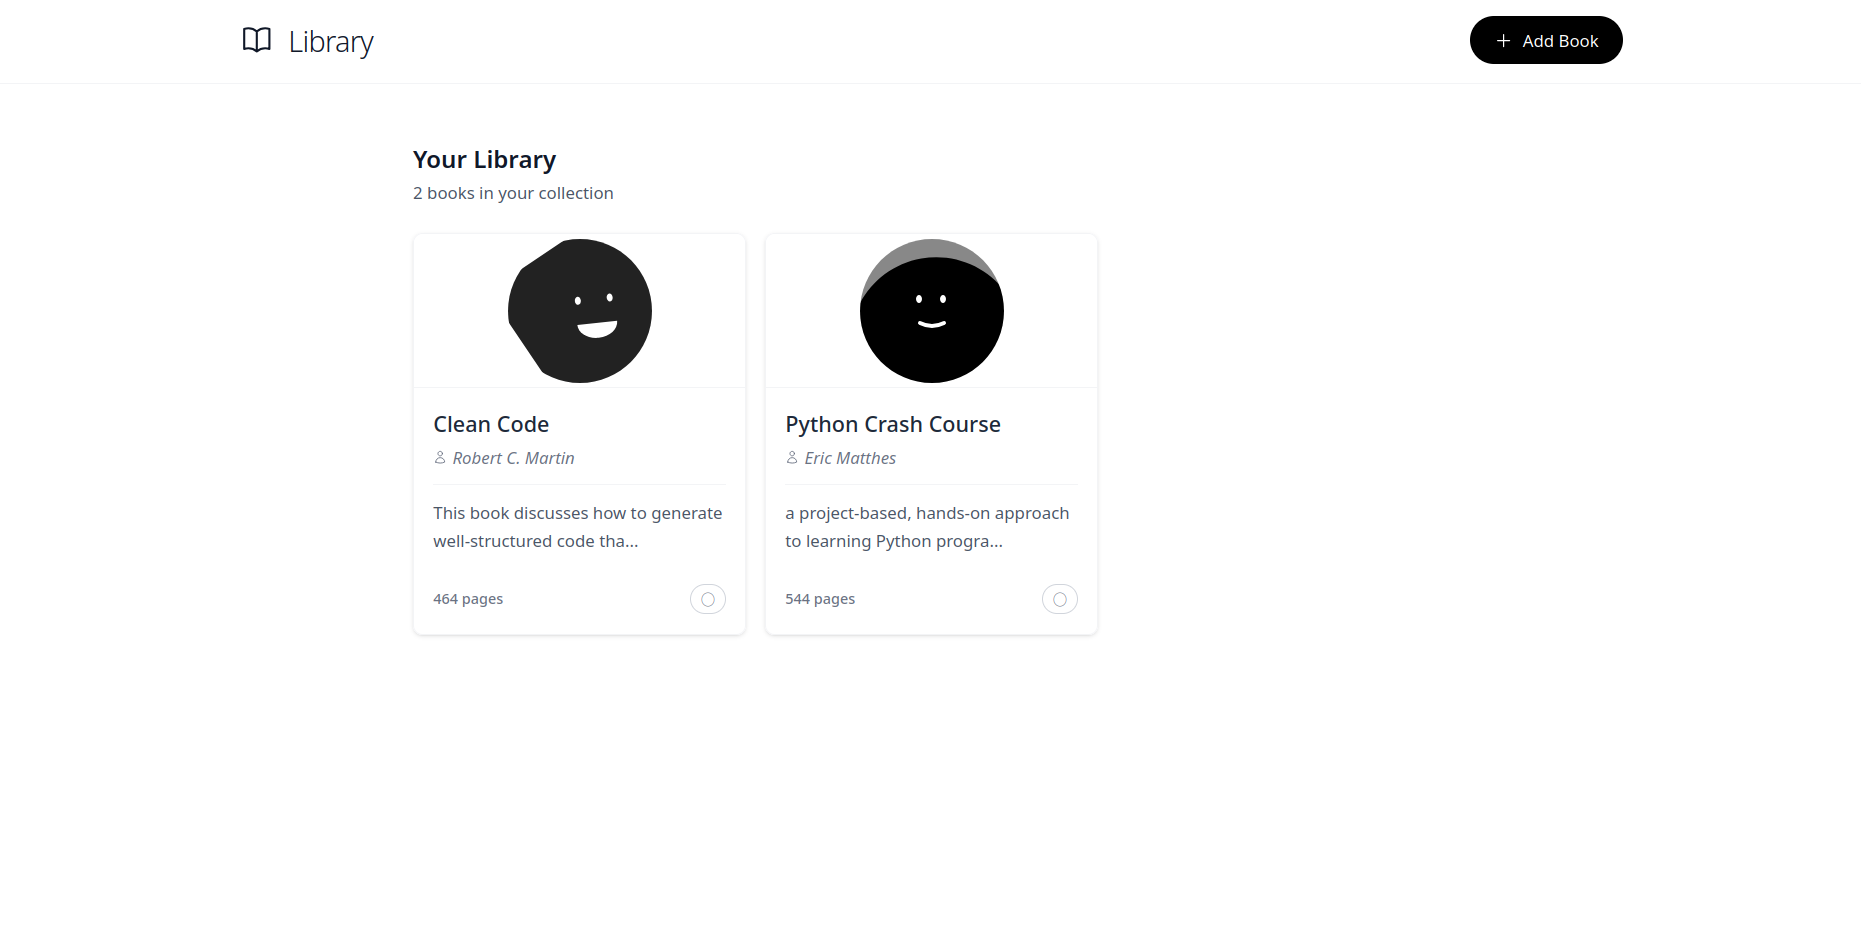 Library
Add Book
Your Library
2 books in your collection
Clean Code
Robert C. Martin
This book discusses how to generate
well-structured code tha...
464 pages
Python Crash Course
Eric Matthes
a project-based, hands-on approach
to learning Python progra...
544 pages